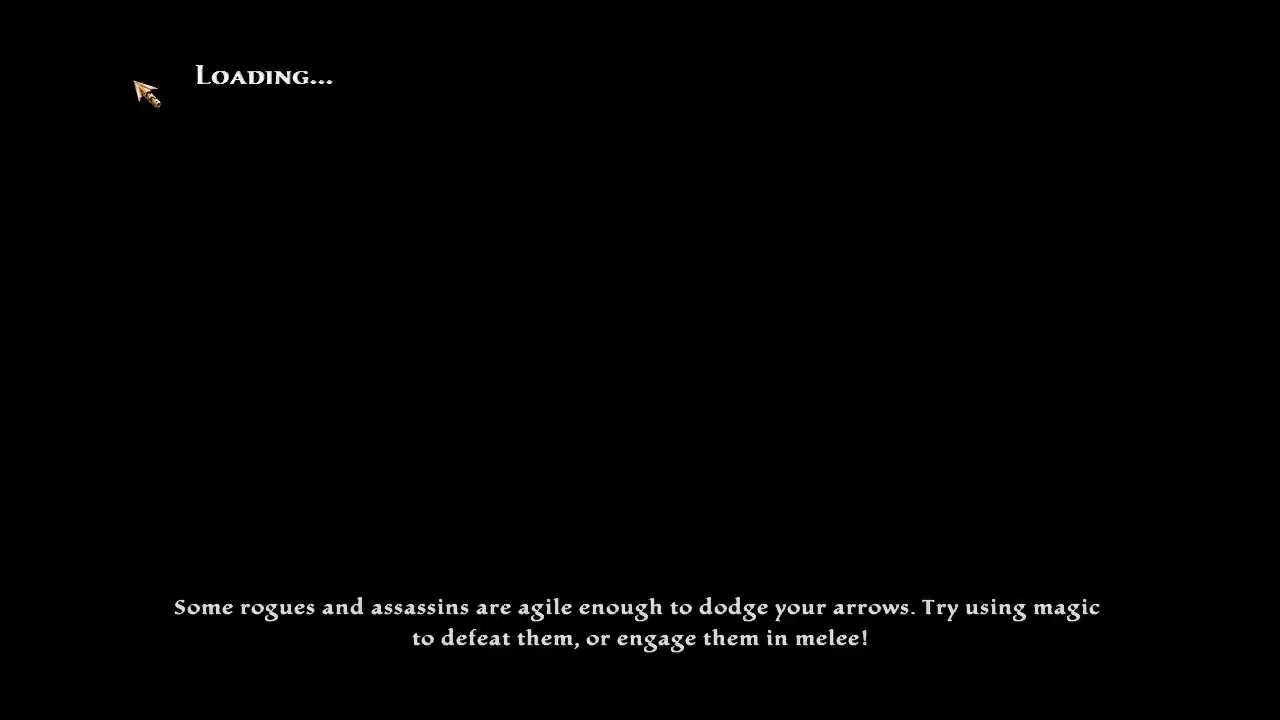 Loading...
Some rogues and assassins are agile enough to dodge your arrows. Try using magic
to defeat them, or engage them in melee!